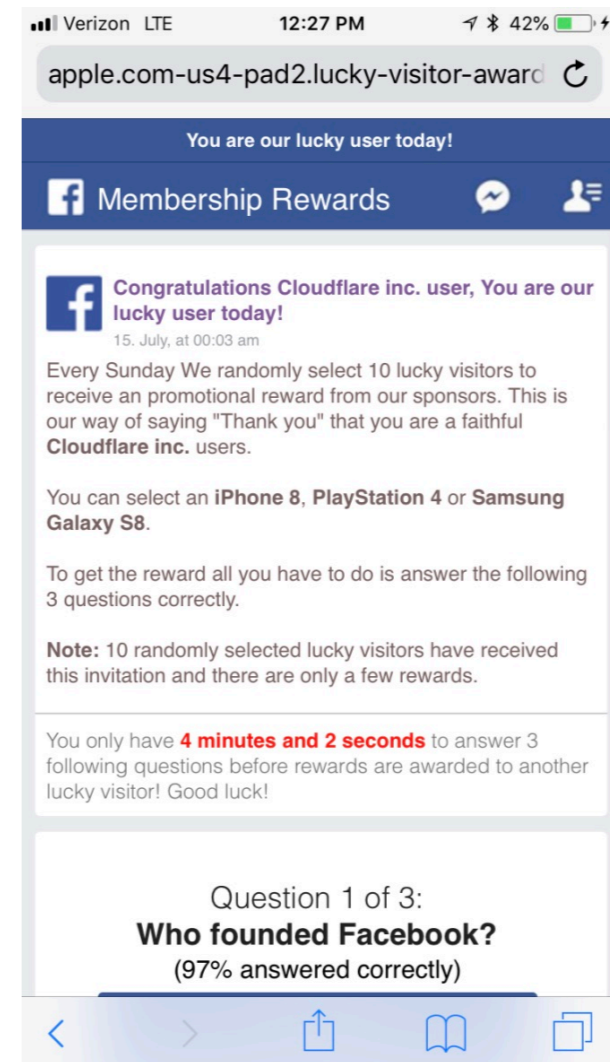 Verizon LTE 12:27 PM 42%
apple.com-us4-pad2.lucky-visitor-award
You are our lucky user today!
Membership Rewards
Congratulations Cloudflare inc. user, You are our
lucky user today!
15. July, at 00:03 am
Every Sunday We randomly select 10 lucky visitors to
receive an promotional reward from our sponsors. This is
our way of saying "Thank you" that you are a faithful
Cloudflare inc. users.
You can select an iPhone 8, PlayStation 4 or Samsung
Galaxy S8.
To get the reward all you have to do is answer the following
3 questions correctly.
Note: 10 randomly selected lucky visitors have received
this invitation and there are only a few rewards.
You only have 4 minutes and 2 seconds to answer 3
following questions before rewards are awarded to another
lucky visitor! Good luck!
Question 1 of 3:
Who founded Facebook?
(97% answered correctly)